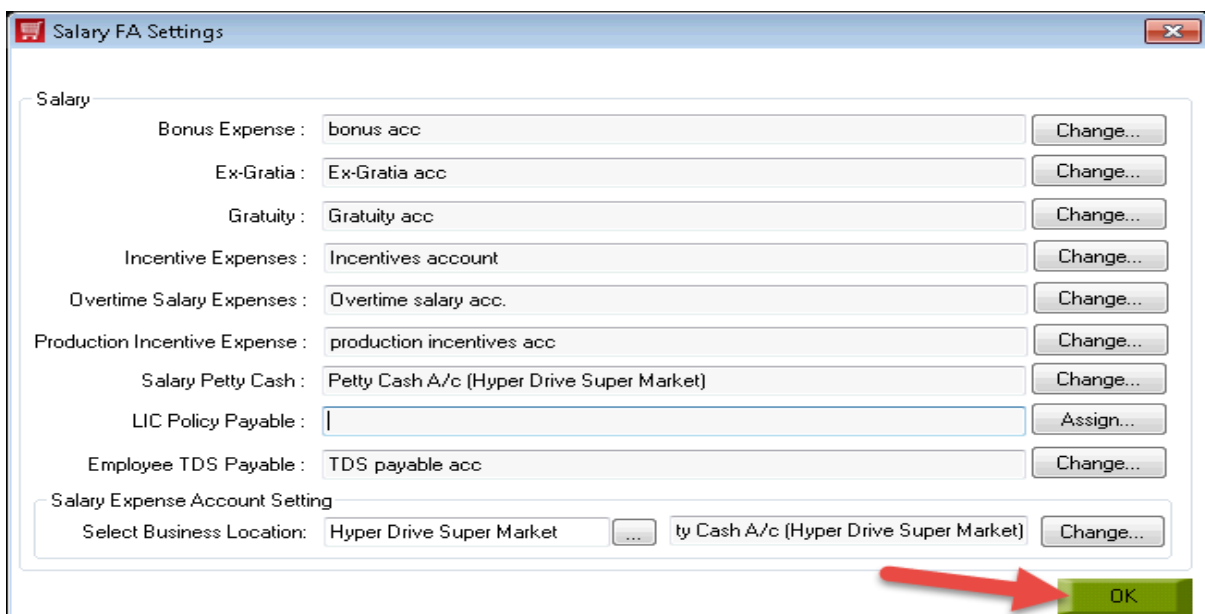 Salary FA Settings
Salary
Bonus Expense : bonus acc Change...
Ex-Gratia : Ex-Gratia acc Change...
Gratuity : Gratuity acc Change...
Incentive Expenses : Incentives account Change...
Overtime Salary Expenses : Overtime salary acc. Change...
Production Incentive Expense : production incentives acc Change...
Salary Petty Cash : Petty Cash A/c (Hyper Drive Super Market) Change...
LIC Policy Payable : Assign...
Employee TDS Payable : TDS payable acc Change...
Salary Expense Account Setting
Select Business Location: Hyper Drive Super Market ... ty Cash A/c (Hyper Drive Super Market) Change...
OK